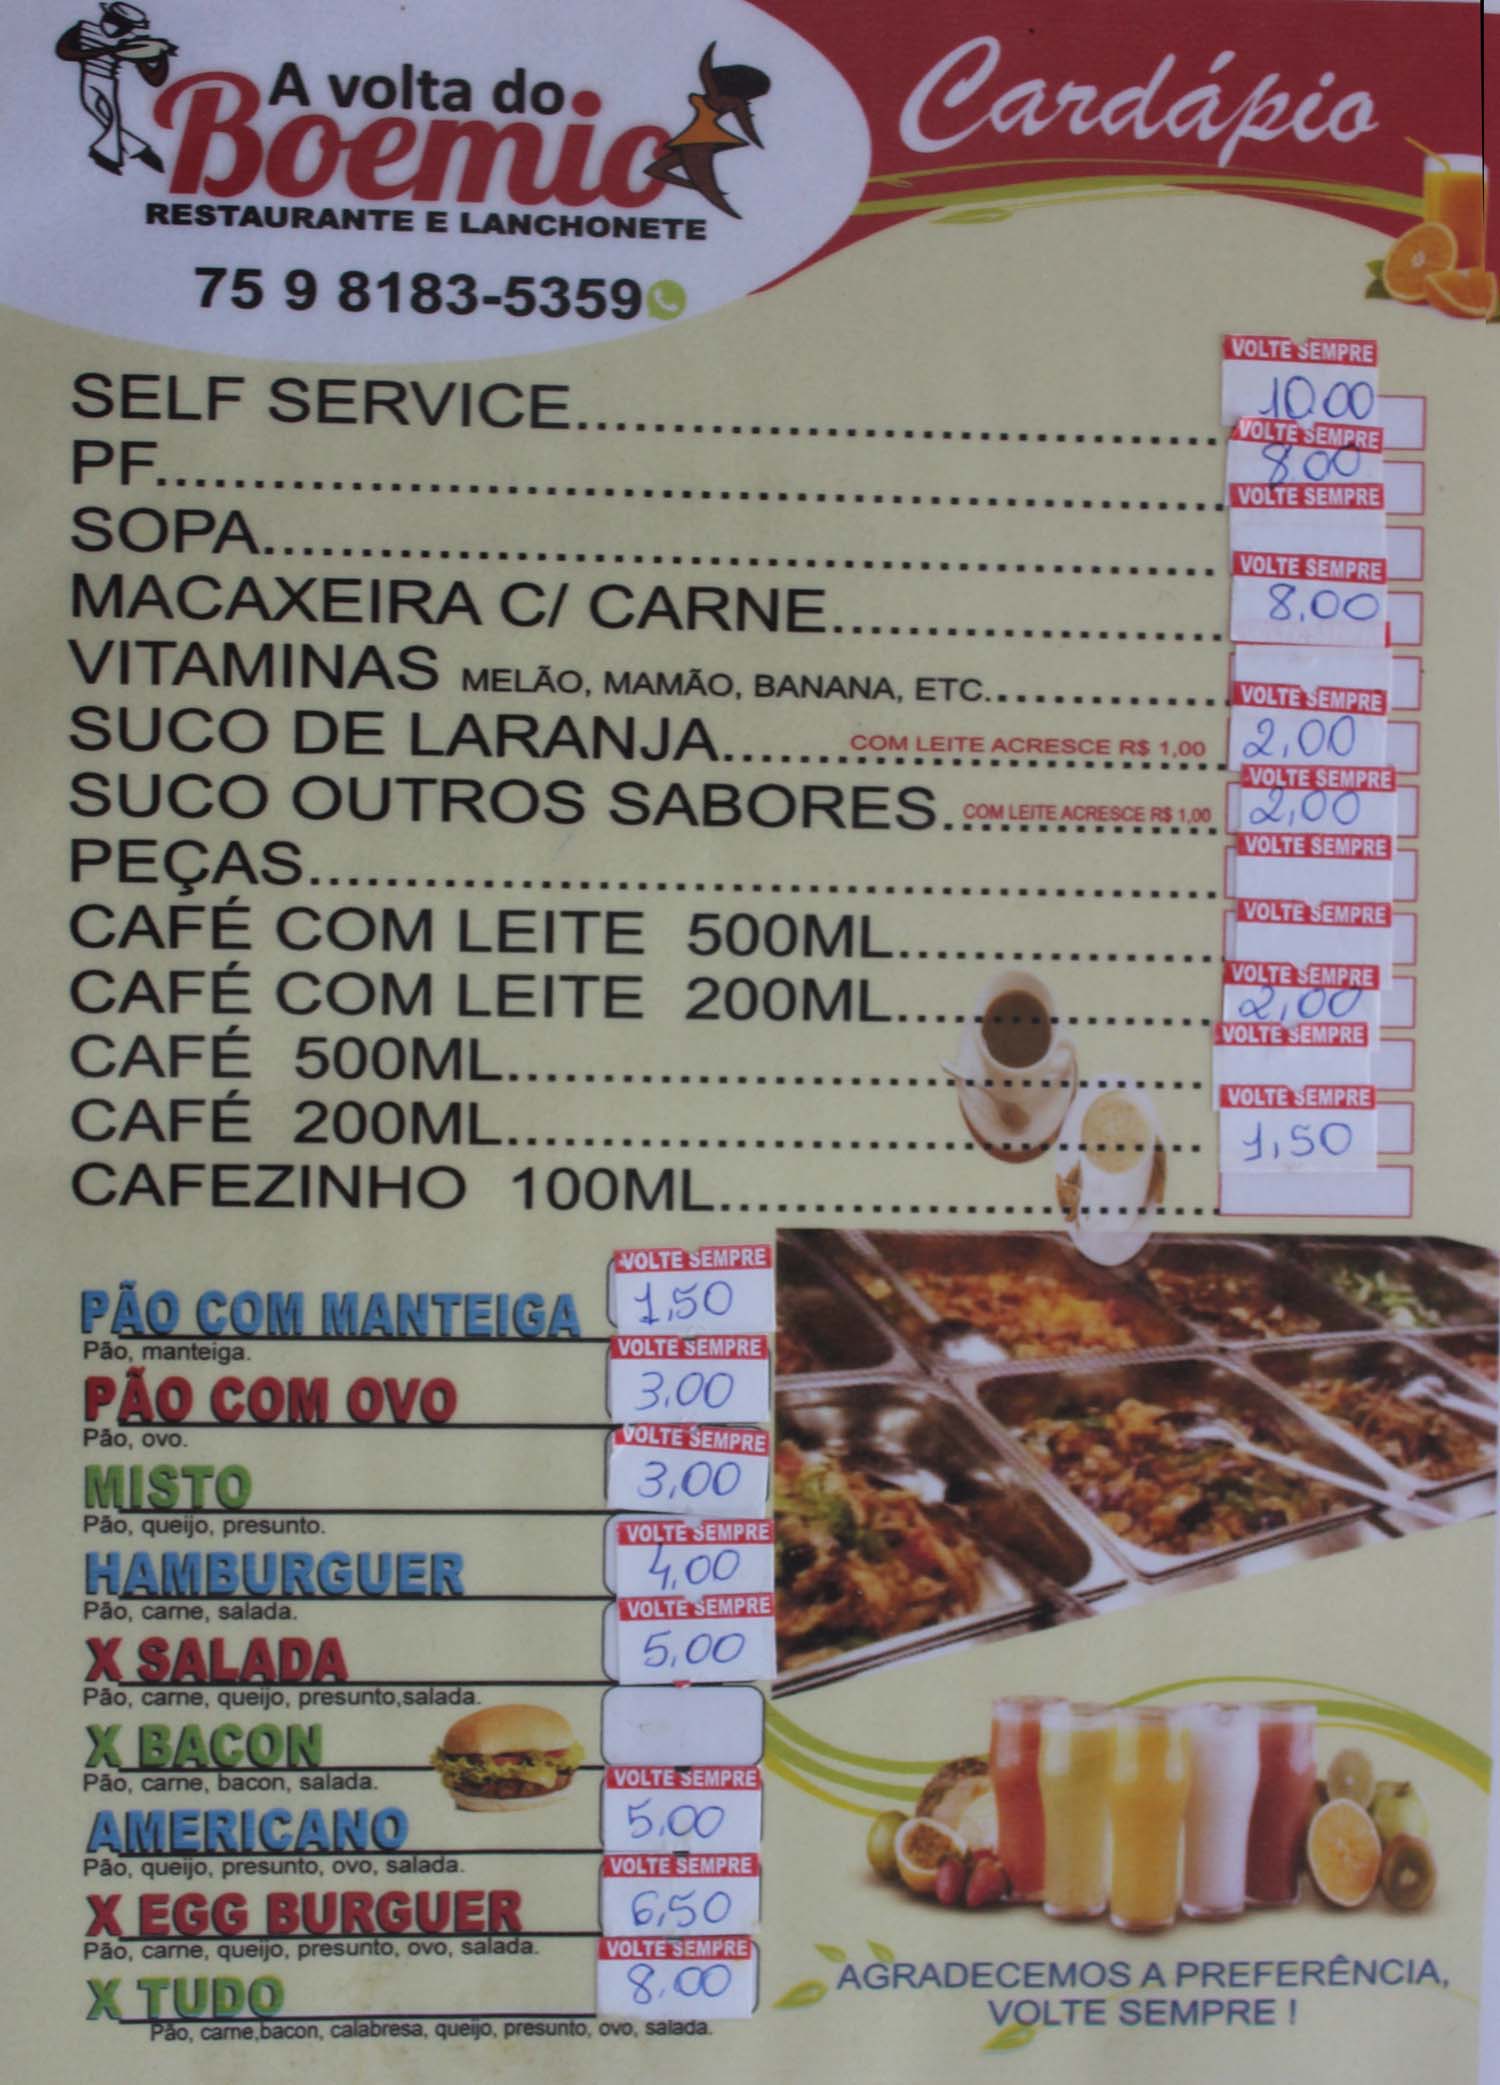 A volta do
Boemio
RESTAURANTE E LANCHONETE
75 9 8183-5359
Cardápio
VOLTE SEMPRE
SELF SERVICE 10.00
VOLTE SEMPRE
PF 8.00
VOLTE SEMPRE
SOPA
VOLTE SEMPRE
MACAXEIRA C/ CARNE 8,00
VITAMINAS MELÃO, MAMÃO, BANANA, ETC.
VOLTE SEMPRE
SUCO DE LARANJA COM LEITE ACRESCE R$ 1,00 2,00
VOLTE SEMPRE
SUCO OUTROS SABORES COM LEITE ACRESCE R$ 1,00 2,00
VOLTE SEMPRE
PEÇAS
VOLTE SEMPRE
CAFÉ COM LEITE 500ML
VOLTE SEMPRE
CAFÉ COM LEITE 200ML 2,00
VOLTE SEMPRE
CAFÉ 500ML
VOLTE SEMPRE
CAFÉ 200ML 1,50
CAFEZINHO 100ML
VOLTE SEMPRE
PÃO COM MANTEIGA 1,50
Pão, manteiga.
VOLTE SEMPRE
PÃO COM OVO 3,00
Pão, ovo.
VOLTE SEMPRE
MISTO 3,00
Pão, queijo, presunto.
VOLTE SEMPRE
HAMBURGUER 4,00
Pão, carne, salada.
VOLTE SEMPRE
X SALADA 5,00
Pão, carne, queijo, presunto,salada.
X BACON
Pão, carne, bacon, salada.
VOLTE SEMPRE
AMERICANO 5,00
Pão, queijo, presunto, ovo, salada.
VOLTE SEMPRE
X EGG BURGUER 6,50
Pão, carne, queijo, presunto, ovo, salada.
VOLTE SEMPRE
X TUDO 8,00
Pão, carne,bacon, calabresa, queijo, presunto, ovo, salada.
AGRADECEMOS A PREFERÊNCIA,
VOLTE SEMPRE !